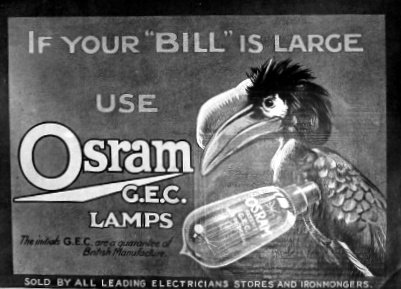 IF YOUR "BILL" IS LARGE
USE
Osram
G.E.C.
LAMPS
The initials G.E.C. are a guarantee of
British Manufacture.
OSRAM
G.E.C.
SOLD BY ALL LEADING ELECTRICIANS STORES AND IRONMONGERS.